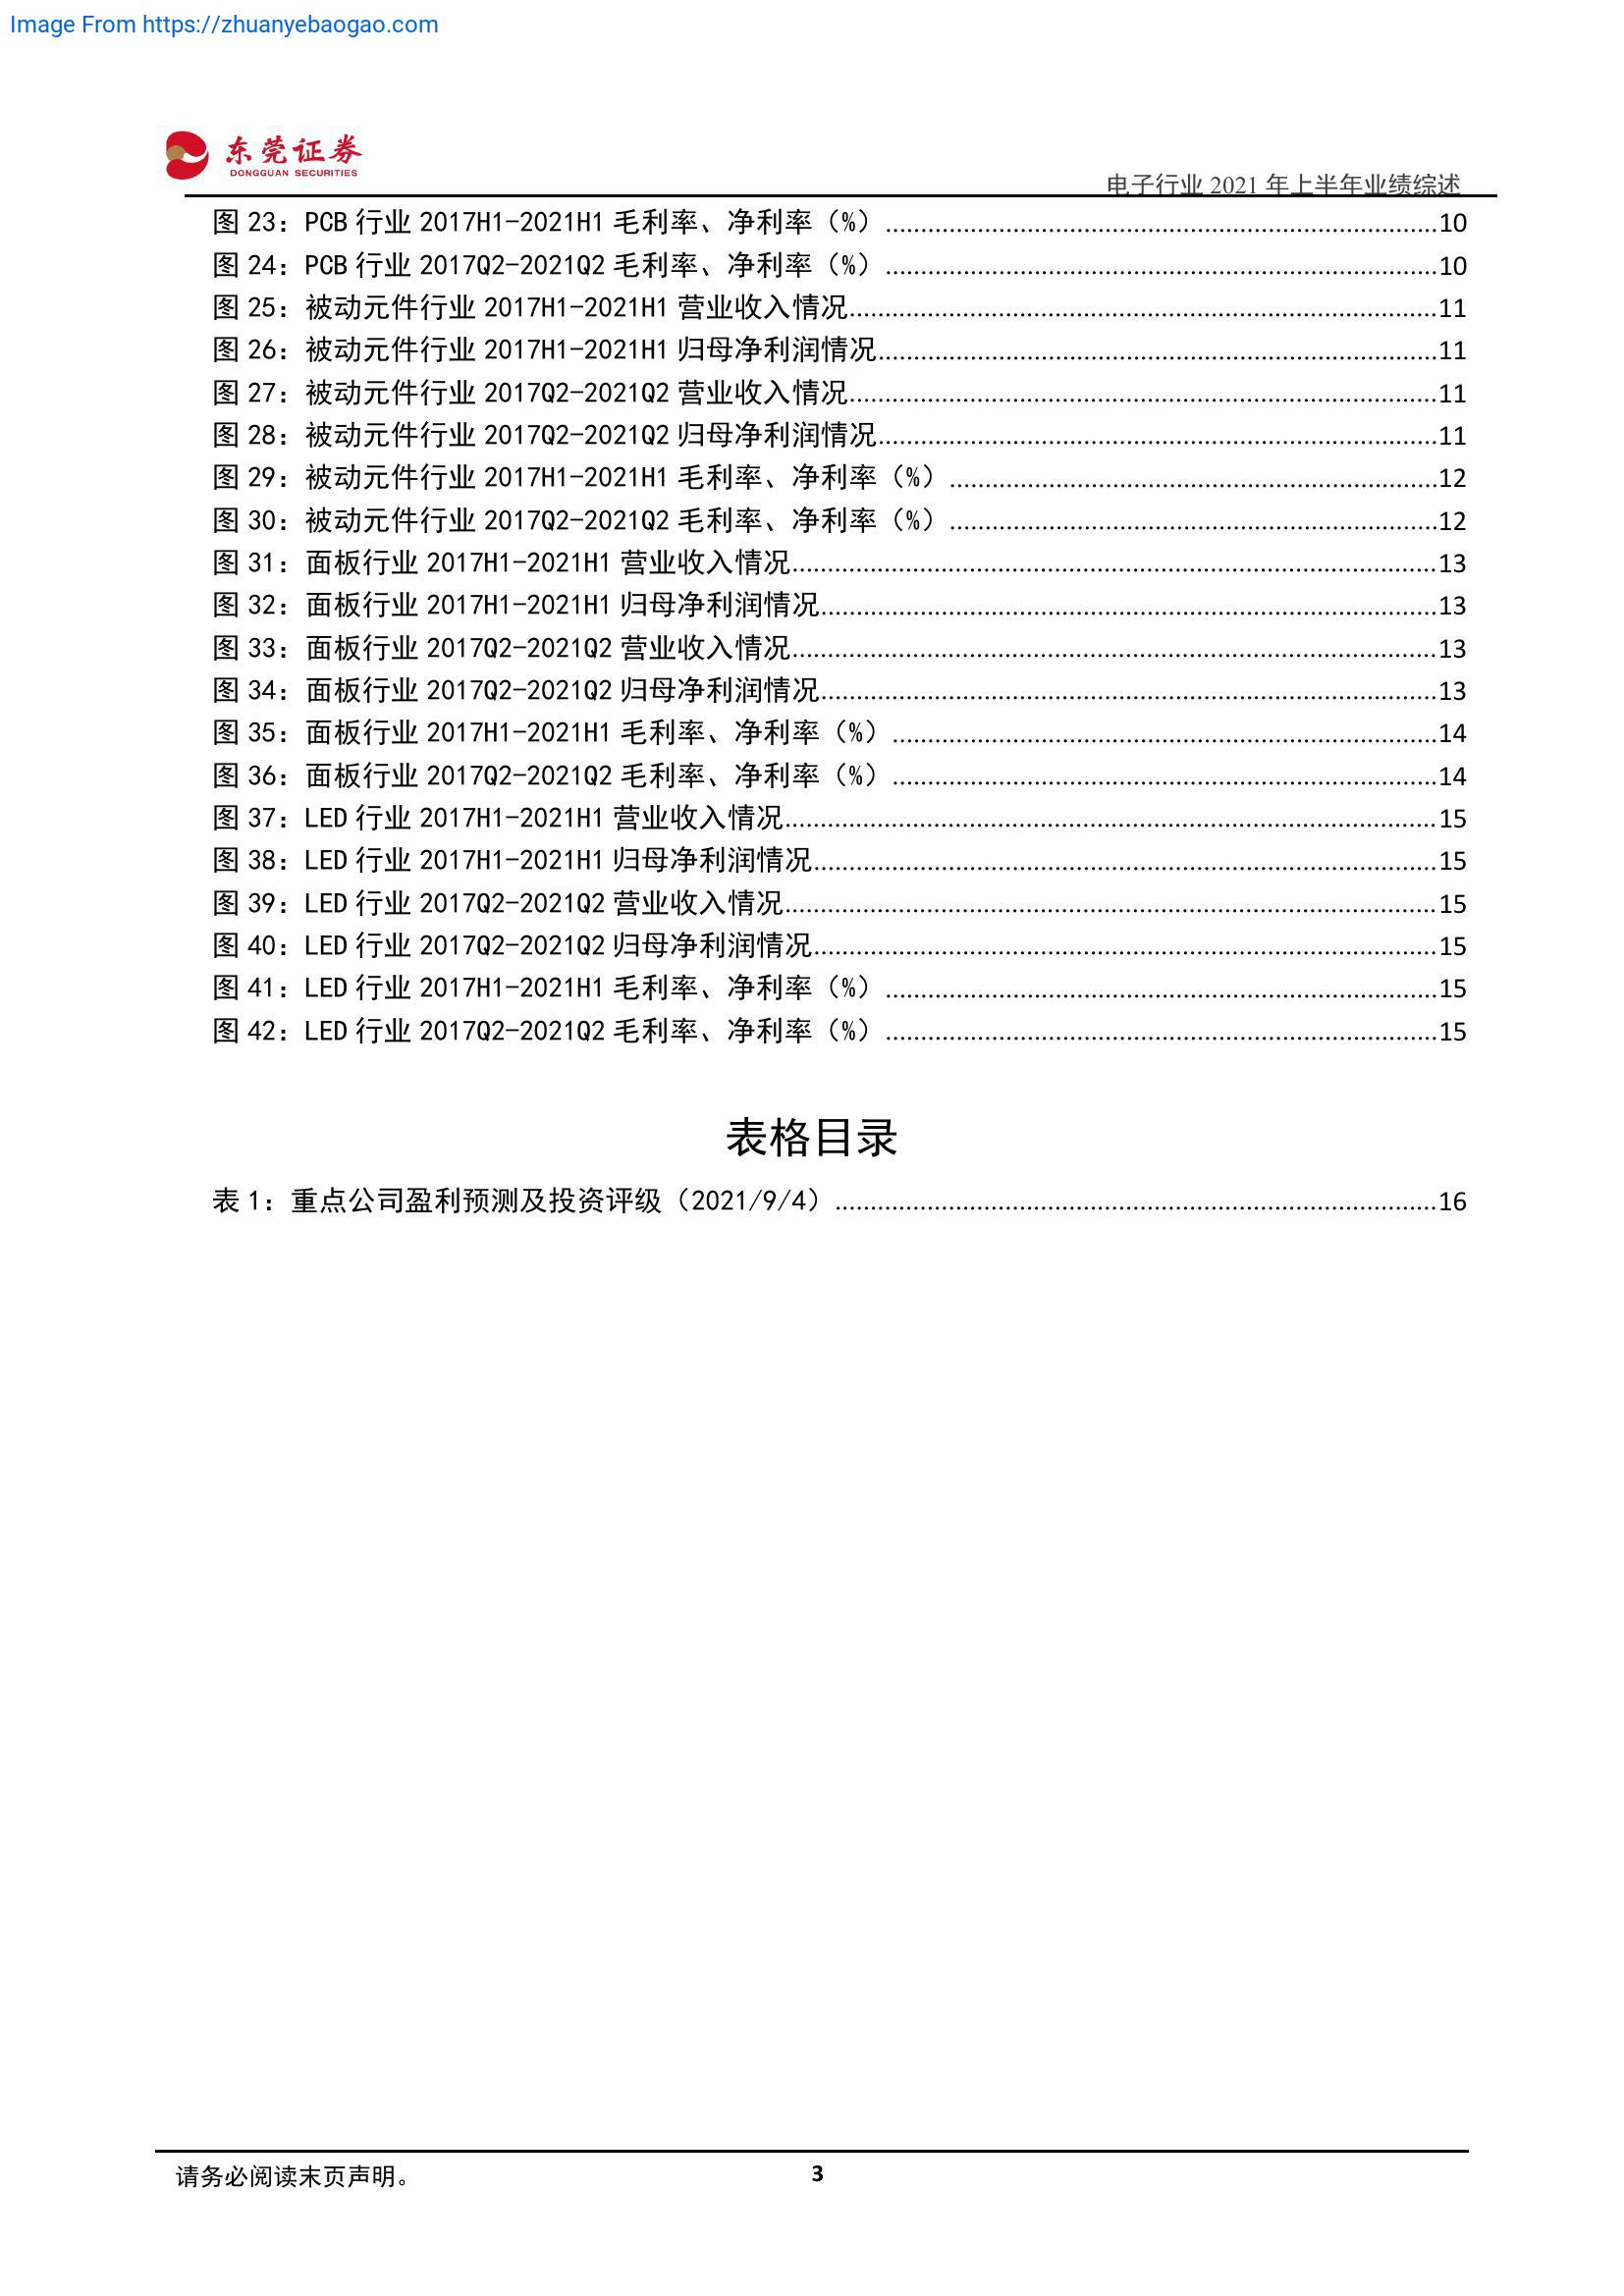 Image From https://zhuanyebaogao.com
东莞证券
DONGGUAN SECURITIES
电子行业 2021 年上半年业绩综述
图 23：PCB 行业 2017H1-2021H1 毛利率、净利率（%）..........10
图 24：PCB 行业 2017Q2-2021Q2 毛利率、净利率（%）..........10
图 25：被动元件行业 2017H1-2021H1 营业收入情况..........11
图 26：被动元件行业 2017H1-2021H1 归母净利润情况..........11
图 27：被动元件行业 2017Q2-2021Q2 营业收入情况..........11
图 28：被动元件行业 2017Q2-2021Q2 归母净利润情况..........11
图 29：被动元件行业 2017H1-2021H1 毛利率、净利率（%）..........12
图 30：被动元件行业 2017Q2-2021Q2 毛利率、净利率（%）..........12
图 31：面板行业 2017H1-2021H1 营业收入情况..........13
图 32：面板行业 2017H1-2021H1 归母净利润情况..........13
图 33：面板行业 2017Q2-2021Q2 营业收入情况..........13
图 34：面板行业 2017Q2-2021Q2 归母净利润情况..........13
图 35：面板行业 2017H1-2021H1 毛利率、净利率（%）..........14
图 36：面板行业 2017Q2-2021Q2 毛利率、净利率（%）..........14
图 37：LED 行业 2017H1-2021H1 营业收入情况..........15
图 38：LED 行业 2017H1-2021H1 归母净利润情况..........15
图 39：LED 行业 2017Q2-2021Q2 营业收入情况..........15
图 40：LED 行业 2017Q2-2021Q2 归母净利润情况..........15
图 41：LED 行业 2017H1-2021H1 毛利率、净利率（%）..........15
图 42：LED 行业 2017Q2-2021Q2 毛利率、净利率（%）..........15
表格目录
表 1：重点公司盈利预测及投资评级（2021/9/4）..........16
请务必阅读末页声明。
3